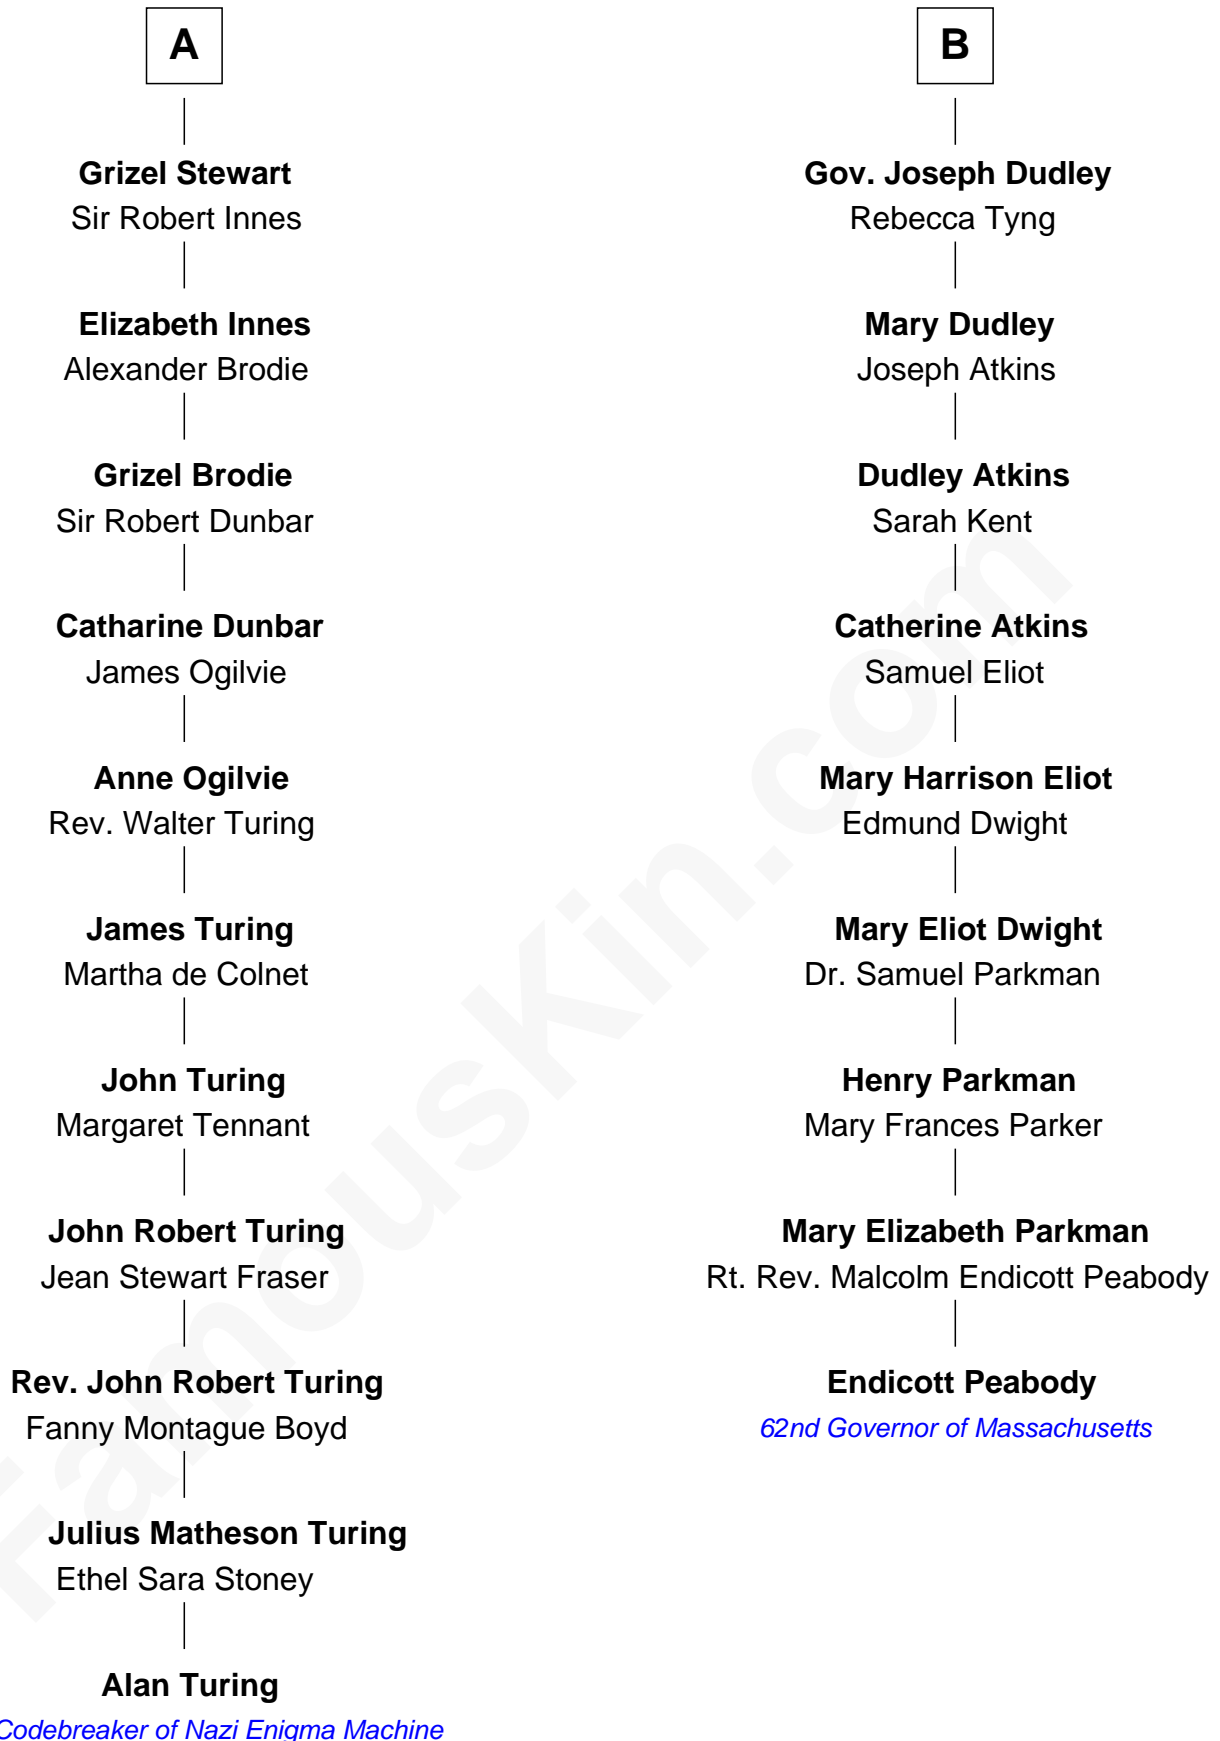 A
Grizel Stewart
Sir Robert Innes
Elizabeth Innes
Alexander Brodie
Grizel Brodie
Sir Robert Dunbar
Catharine Dunbar
James Ogilvie
Anne Ogilvie
Rev. Walter Turing
James Turing
Martha de Colnet
John Turing
Margaret Tennant
John Robert Turing
Jean Stewart Fraser
Rev. John Robert Turing
Fanny Montague Boyd
Julius Matheson Turing
Ethel Sara Stoney
Alan Turing
Codebreaker of Nazi Enigma Machine
B
Gov. Joseph Dudley
Rebecca Tyng
Mary Dudley
Joseph Atkins
Dudley Atkins
Sarah Kent
Catherine Atkins
Samuel Eliot
Mary Harrison Eliot
Edmund Dwight
Mary Eliot Dwight
Dr. Samuel Parkman
Henry Parkman
Mary Frances Parker
Mary Elizabeth Parkman
Rt. Rev. Malcolm Endicott Peabody
Endicott Peabody
62nd Governor of Massachusetts
FamousKin.com